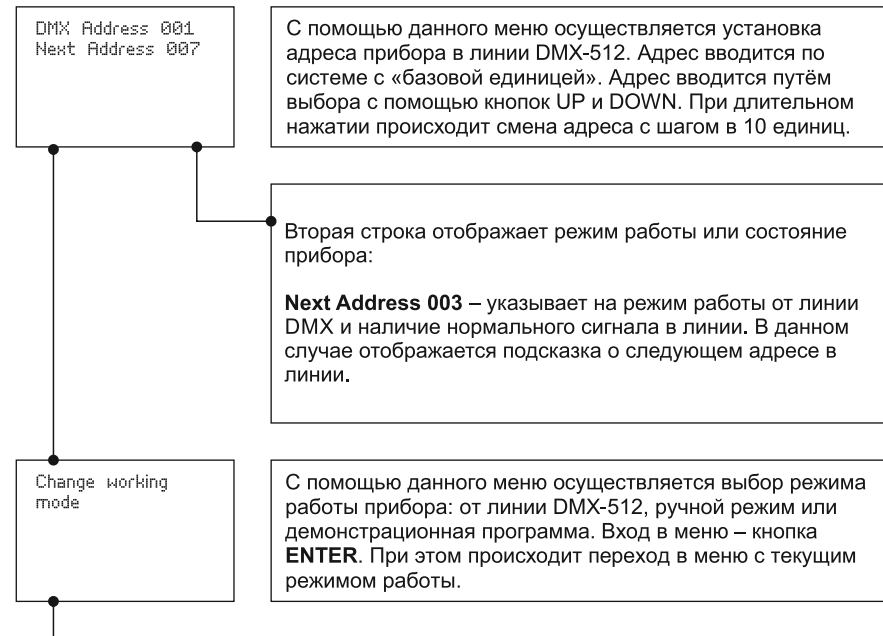 DMX Address 001
Next Address 007
С помощью данного меню осуществляется установка
адреса прибора в линии DMX-512. Адрес вводится по
системе с «базовой единицей». Адрес вводится путём
выбора с помощью кнопок UP и DOWN. При длительном
нажатии происходит смена адреса с шагом в 10 единиц.
Вторая строка отображает режим работы или состояние
прибора:
Next Address 003 – указывает на режим работы от линии
DMX и наличие нормального сигнала в линии. В данном
случае отображается подсказка о следующем адресе в
линии.
Change working
mode
С помощью данного меню осуществляется выбор режима
работы прибора: от линии DMX-512, ручной режим или
демонстрационная программа. Вход в меню – кнопка
ENTER. При этом происходит переход в меню с текущим
режимом работы.